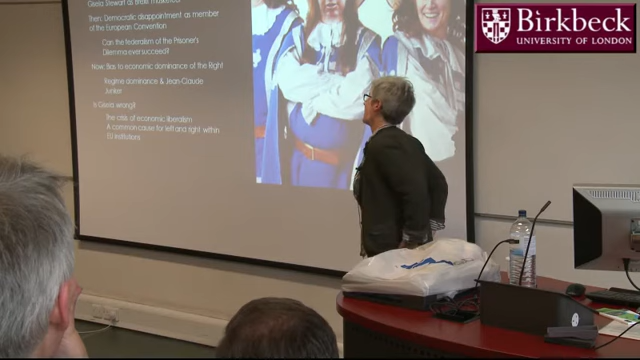 Gisela Stewart as Brexit musketeer
Then: Democratic disappointment as member
of the European Convention
Can the federalism of the Prisoner's
Dilemma ever succeed?
Now: Bias to economic dominance of the Right
Regime dominance & Jean-Claude
Junker
Is Gisela wrong?
The crisis of economic liberalism
A common cause for left and right within
EU institutions
Birkbeck
UNIVERSITY OF LONDON